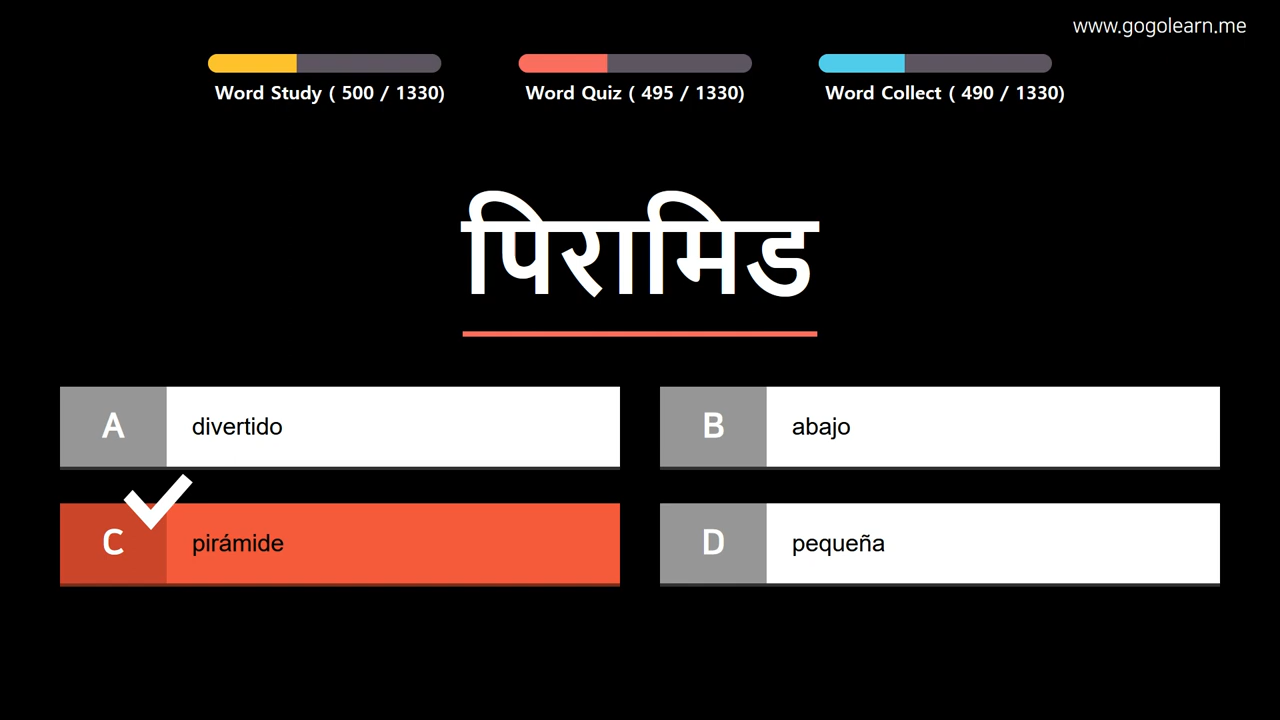 www.gogolearn.me
Word Study ( 500 / 1330)
Word Quiz ( 495 / 1330)
Word Collect ( 490 / 1330)
पिरामिड
A divertido
B abajo
C pirámide
D pequeña